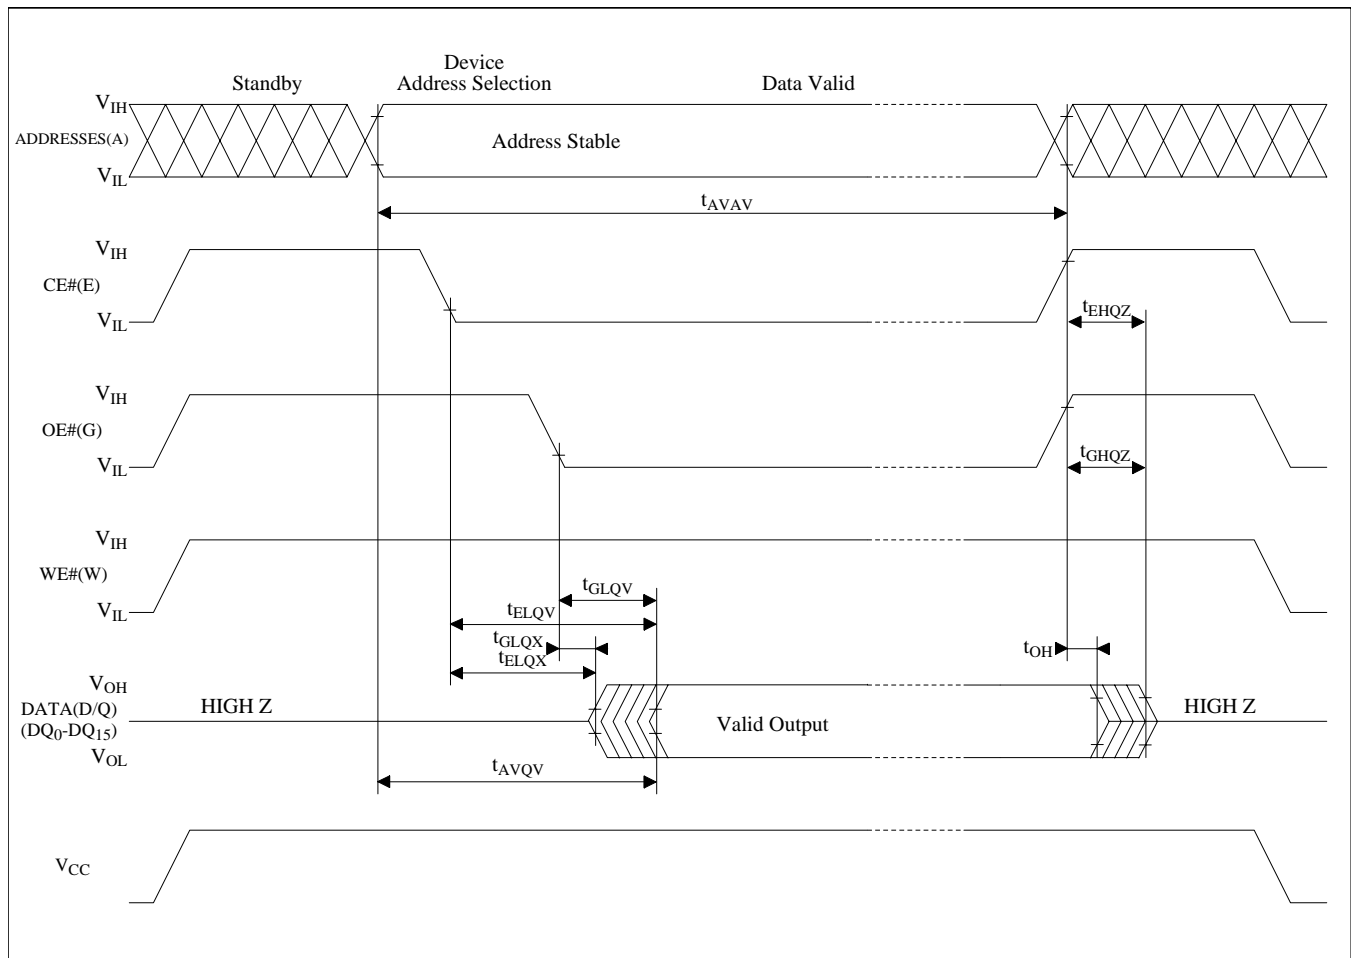 Device
Standby Address Selection Data Valid
VIH
ADDRESSES(A) Address Stable
VIL
tAVAV
VIH
CE#(E)
VIL
tEHQZ
VIH
OE#(G)
VIL
tGHQZ
VIH
WE#(W)
VIL
tGLQV
tELQV
tGLQX
tELQX
tOH
VOH
DATA(D/Q)
(DQ0-DQ15)
VOL
HIGH Z Valid Output HIGH Z
tAVQV
VCC